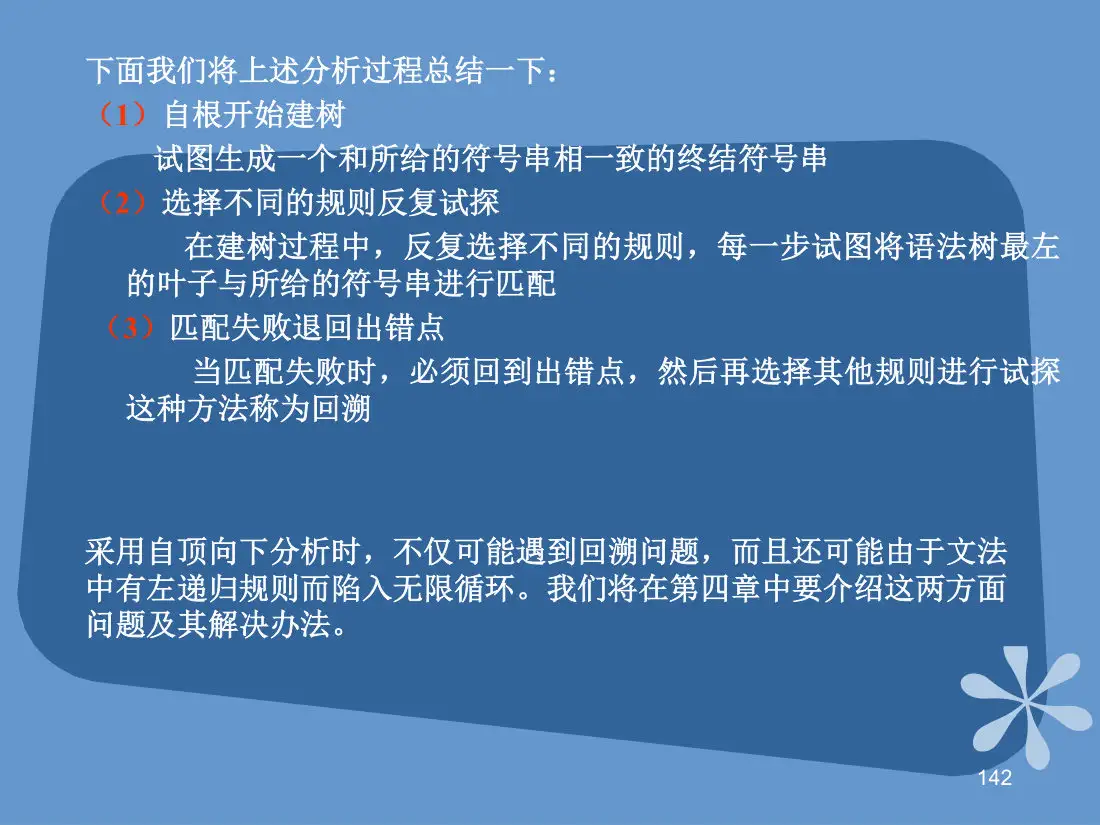 下面我们将上述分析过程总结一下：
（1）自根开始建树
试图生成一个和所给的符号串相一致的终结符号串
（2）选择不同的规则反复试探
在建树过程中，反复选择不同的规则，每一步试图将语法树最左
的叶子与所给的符号串进行匹配
（3）匹配失败退回出错点
当匹配失败时，必须回到出错点，然后再选择其他规则进行试探
这种方法称为回溯
采用自顶向下分析时，不仅可能遇到回溯问题，而且还可能由于文法
中有左递归规则而陷入无限循环。我们将在第四章中要介绍这两方面
问题及其解决办法。
142